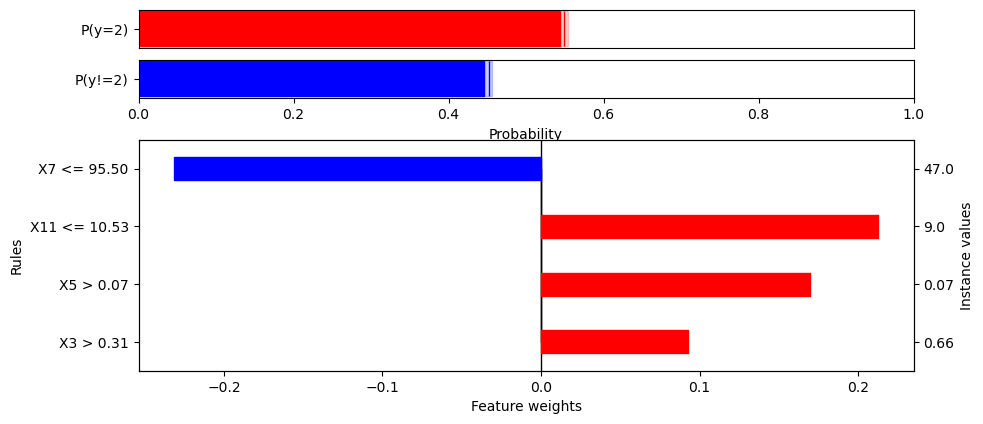 P(y=2)
P(y!=2)
0.0 0.2 0.4 0.6 0.8 1.0
Probability
X7 <= 95.50 47.0
X11 <= 10.53 9.0
X5 > 0.07 0.07
X3 > 0.31 0.66
Rules
Instance values
−0.2 −0.1 0.0 0.1 0.2
Feature weights